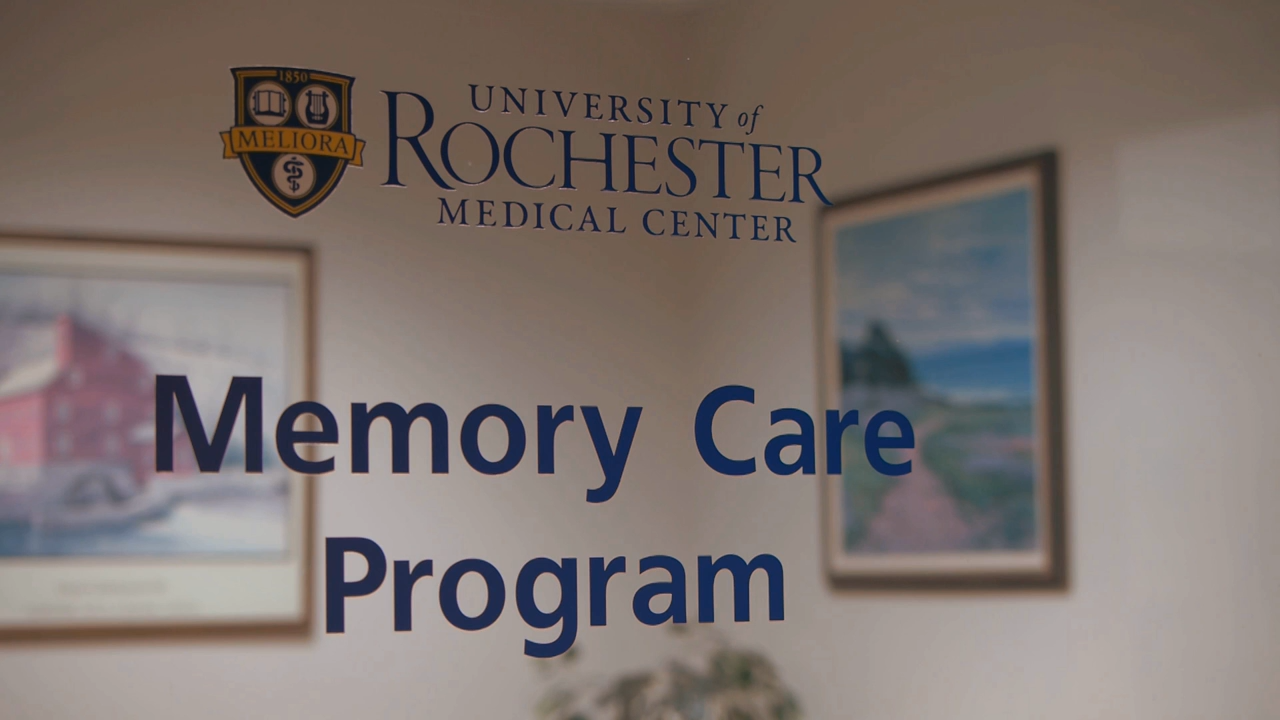 1850
MELIORA
UNIVERSITY of
ROCHESTER
MEDICAL CENTER
Memory Care
Program